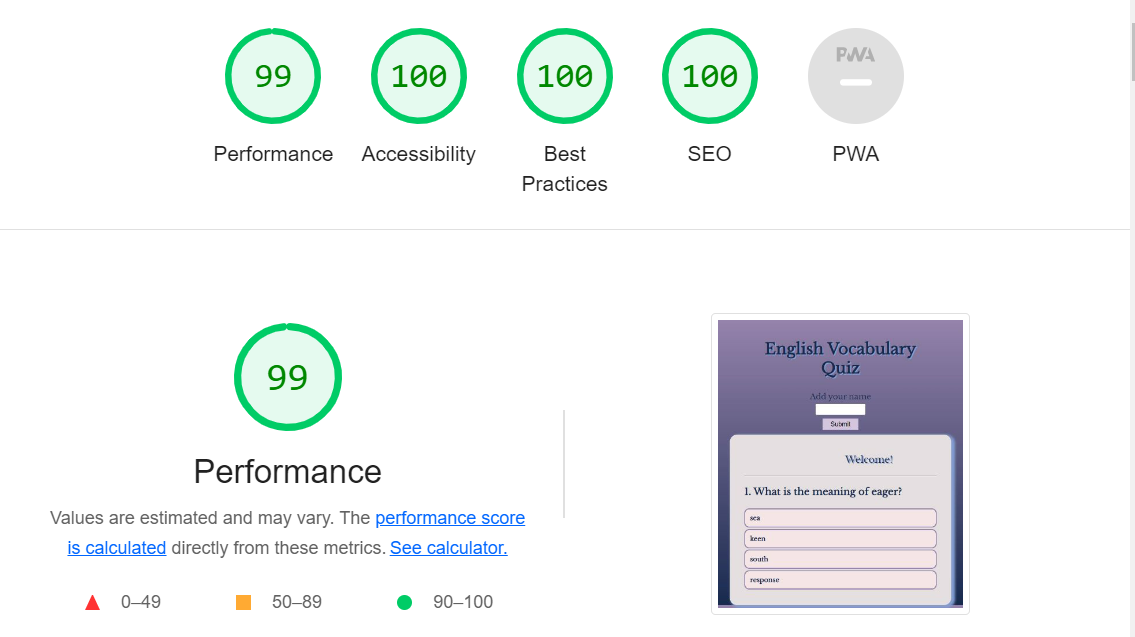 99
100
100
100
PWA
Performance
Accessibility
Best
Practices
SEO
PWA
99
Performance
Values are estimated and may vary. The performance score
is calculated directly from these metrics. See calculator.
0–49
50–89
90–100
English Vocabulary
Quiz
Add your name
Submit
Welcome!
1. What is the meaning of eager?
sea
keen
south
response